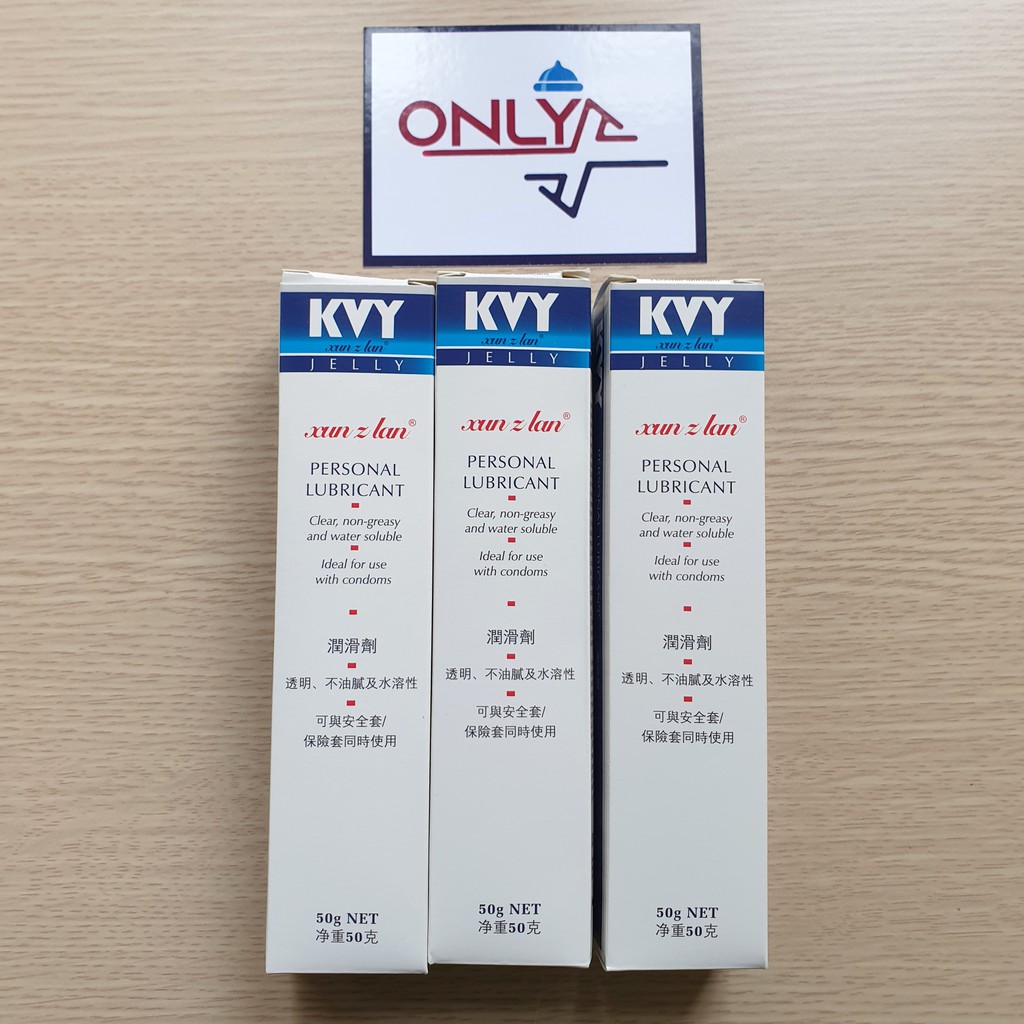 ONLY
KVY
xun z lan®
JELLY
xun z lan®
PERSONAL
LUBRICANT
Clear, non-greasy
and water soluble
Ideal for use
with condoms
潤滑劑
透明、不油膩及水溶性
可與安全套/
保險套同時使用
50g NET
净重50克
KVY
xun z lan®
JELLY
xun z lan®
PERSONAL
LUBRICANT
Clear, non-greasy
and water soluble
Ideal for use
with condoms
潤滑劑
透明、不油膩及水溶性
可與安全套/
保險套同時使用
50g NET
净重50克
KVY
xun z lan®
JELLY
xun z lan®
PERSONAL
LUBRICANT
Clear, non-greasy
and water soluble
Ideal for use
with condoms
潤滑劑
透明、不油膩及水溶性
可與安全套/
保險套同時使用
50g NET
净重50克